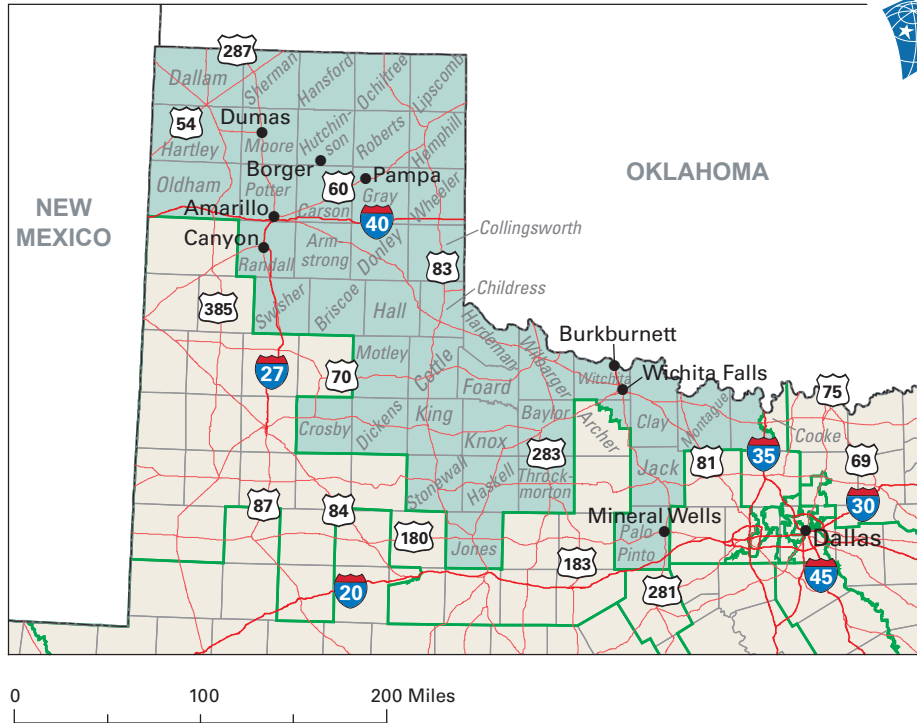 287
Dallam
Sherman
Hansford
Ochiltree
Lipscomb
54
Dumas
Hartley
Moore
Hutchin-
son
Roberts
Hemphill
Borger
Pampa
OKLAHOMA
Oldham
Potter
60
Gray
Wheeler
NEW
MEXICO
Amarillo
Carson
40
Collingsworth
Canyon
Arm-
strong
Donley
Randall
83
385
Swisher
Briscoe
Hall
Childress
Hardeman
Burkburnett
27
70
Motley
Cottle
Foard
Wilbarger
Witchita
Wichita Falls
75
Crosby
Dickens
King
Knox
Baylor
Archer
Clay
Montague
Cooke
283
Jack
81
35
69
Stonewall
Haskell
Throck-
morton
30
87
84
180
Mineral Wells
Palo
Pinto
Dallas
Jones
183
20
281
45
0
100
200 Miles